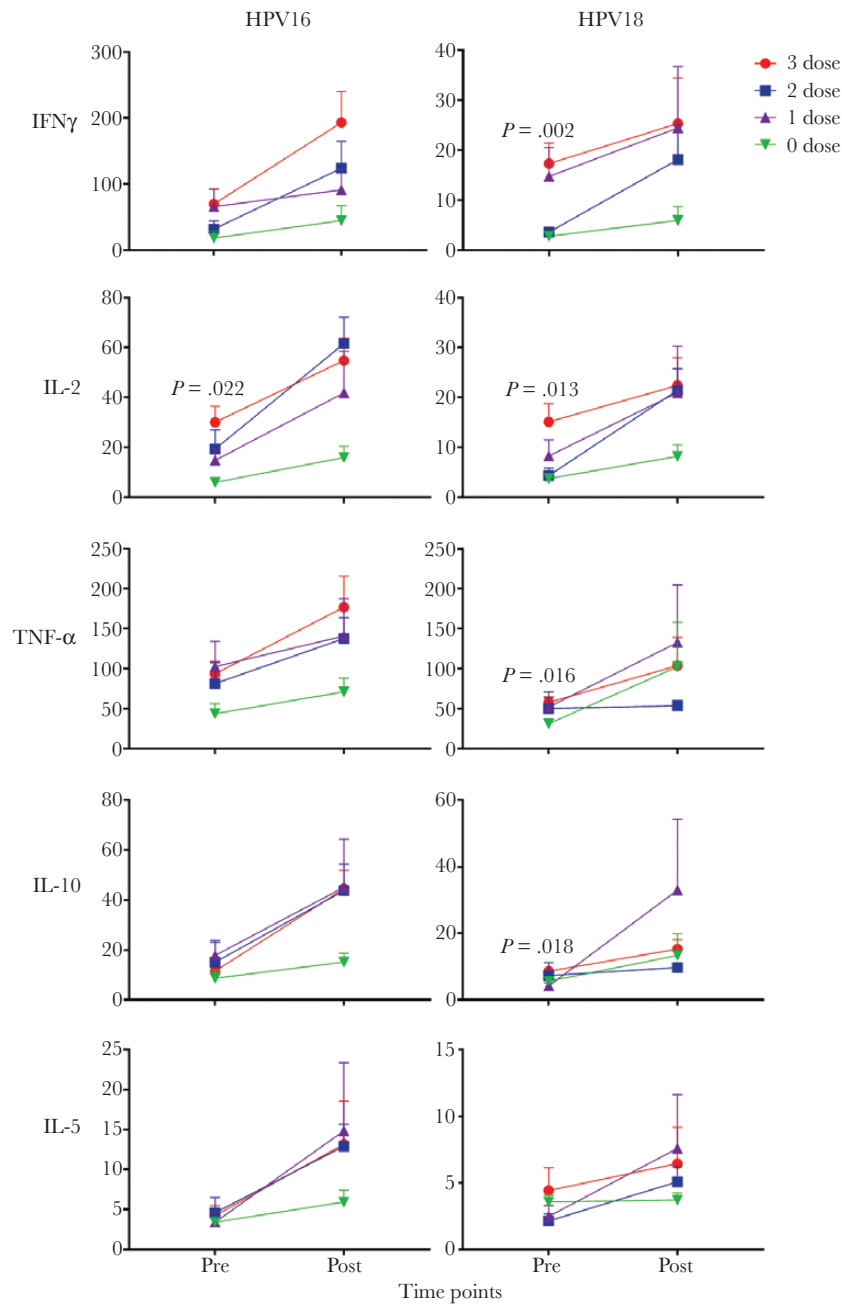 HPV16
HPV18
3 dose
2 dose
1 dose
0 dose
IFNγ
300
200
100
0
40
30
20
10
0
P = .002
IL-2
80
60
40
20
0
P = .022
40
30
20
10
0
P = .013
TNF-α
250
200
150
100
50
0
250
200
150
100
50
0
P = .016
IL-10
80
60
40
20
0
60
40
20
0
P = .018
IL-5
25
20
15
10
5
0
15
10
5
0
Pre Post
Pre Post
Time points